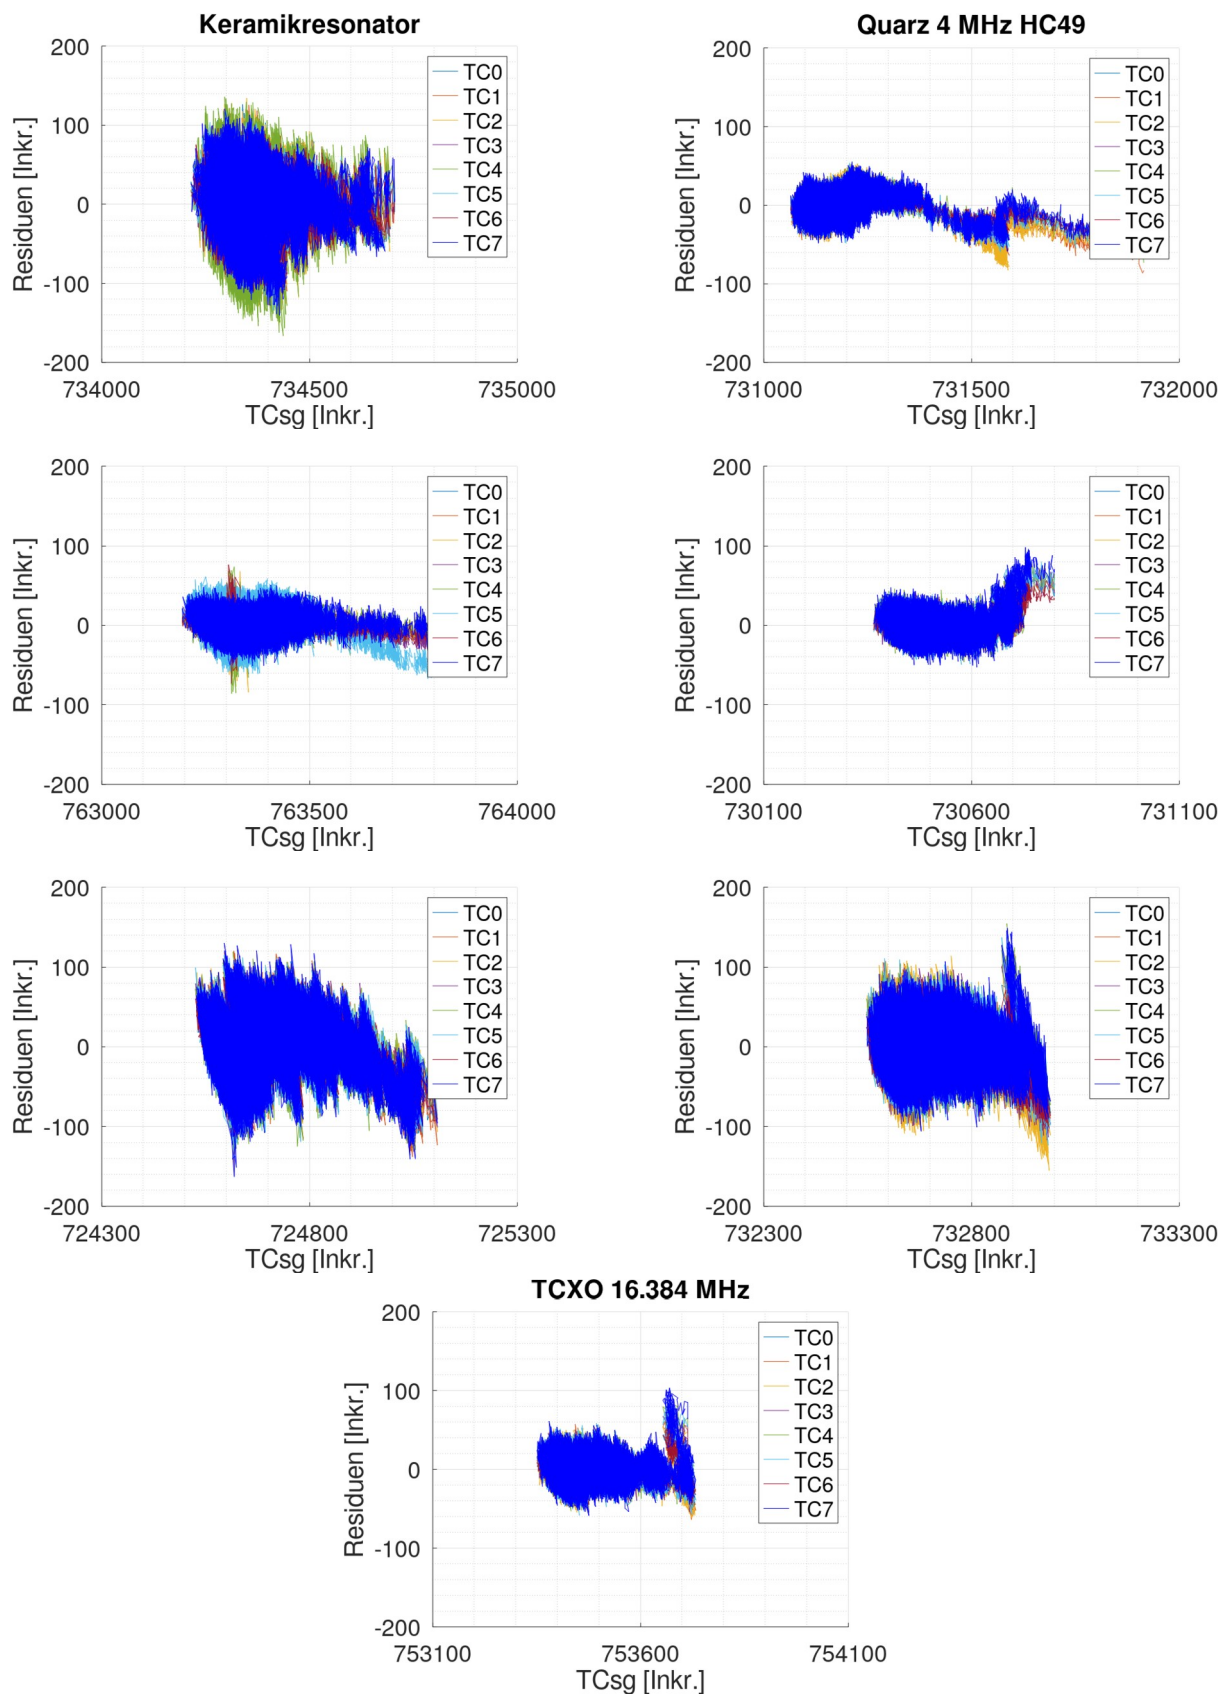 Keramikresonator
Quarz 4 MHz HC49
200
100
0
-100
-200
Residuen [Inkr.]
TC0
TC1
TC2
TC3
TC4
TC5
TC6
TC7
734000 734500 735000
TCsg [Inkr.]
200
100
0
-100
-200
Residuen [Inkr.]
TC0
TC1
TC2
TC3
TC4
TC5
TC6
TC7
731000 731500 732000
TCsg [Inkr.]
200
100
0
-100
-200
Residuen [Inkr.]
TC0
TC1
TC2
TC3
TC4
TC5
TC6
TC7
763000 763500 764000
TCsg [Inkr.]
200
100
0
-100
-200
Residuen [Inkr.]
TC0
TC1
TC2
TC3
TC4
TC5
TC6
TC7
730100 730600 731100
TCsg [Inkr.]
200
100
0
-100
-200
Residuen [Inkr.]
TC0
TC1
TC2
TC3
TC4
TC5
TC6
TC7
724300 724800 725300
TCsg [Inkr.]
200
100
0
-100
-200
Residuen [Inkr.]
TC0
TC1
TC2
TC3
TC4
TC5
TC6
TC7
732300 732800 733300
TCsg [Inkr.]
TCXO 16.384 MHz
200
100
0
-100
-200
Residuen [Inkr.]
TC0
TC1
TC2
TC3
TC4
TC5
TC6
TC7
753100 753600 754100
TCsg [Inkr.]